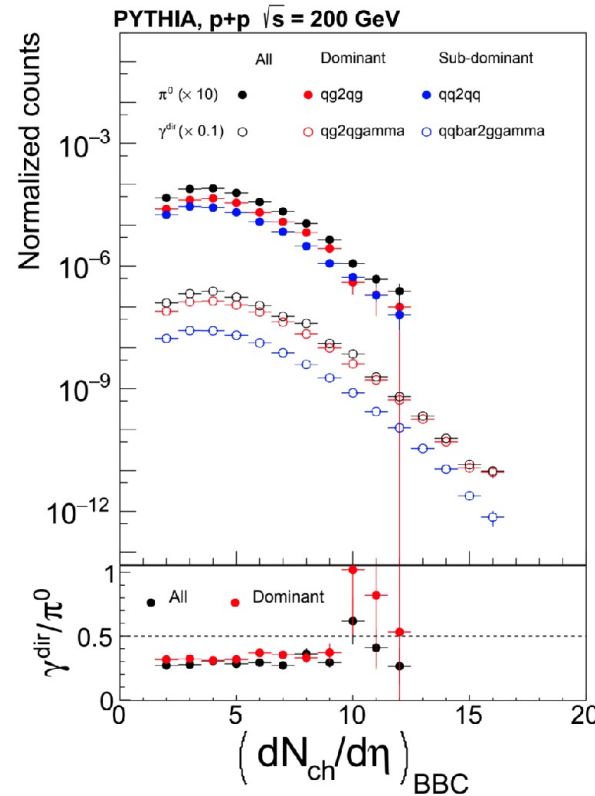 PYTHIA, p+p √s = 200 GeV
All Dominant Sub-dominant
π⁰ (× 10) qg2qg qq2qq
γ^dir (× 0.1) qg2qgamma qqbar2ggamma
Normalized counts
10⁻³
10⁻⁶
10⁻⁹
10⁻¹²
All Dominant
γ^dir/π⁰
1
0.5
0
0 5 10 15 20
(dN_ch/dη)_BBC